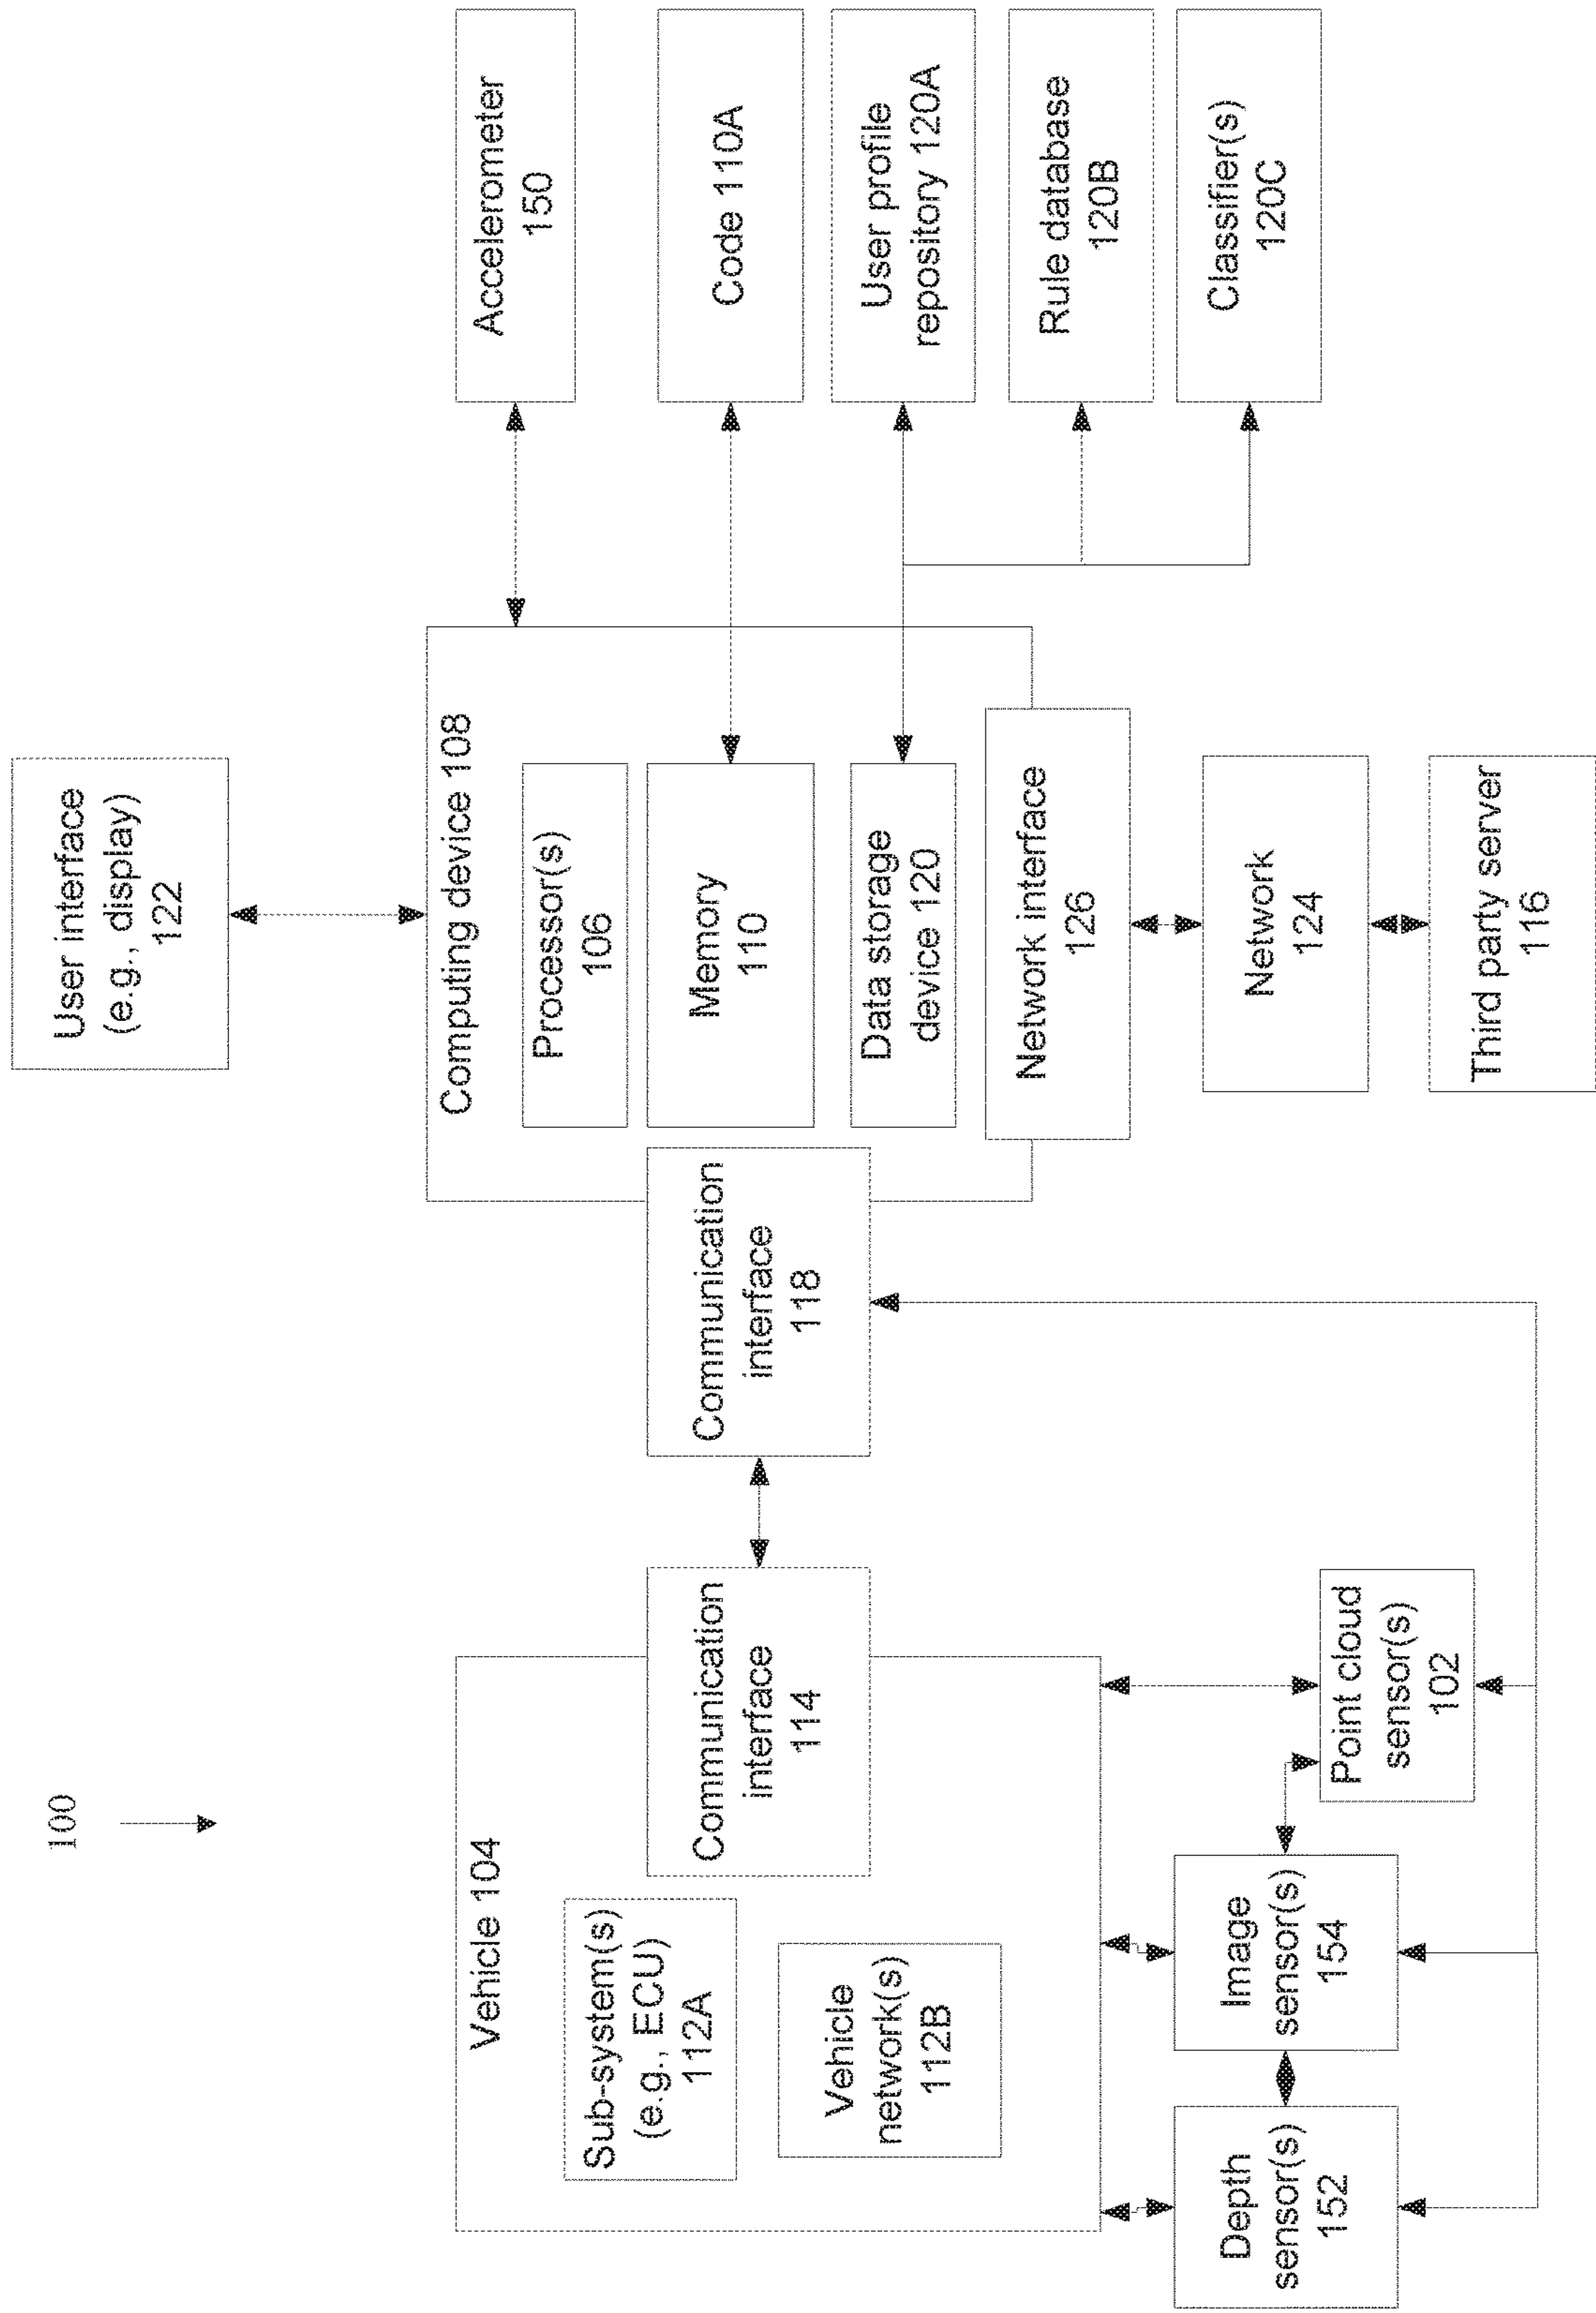 100
Vehicle 104
Sub-system(s)
(e.g., ECU)
112A
Vehicle
network(s)
112B
Communication
interface
114
Depth
sensor(s)
152
Image
sensor(s)
154
Point cloud
sensor(s)
102
Communication
interface
118
User interface
(e.g., display)
122
Computing device 108
Processor(s)
106
Memory
110
Data storage
device 120
Network interface
126
Network
124
Third party server
116
Accelerometer
150
Code 110A
User profile
repository 120A
Rule database
120B
Classifier(s)
120C